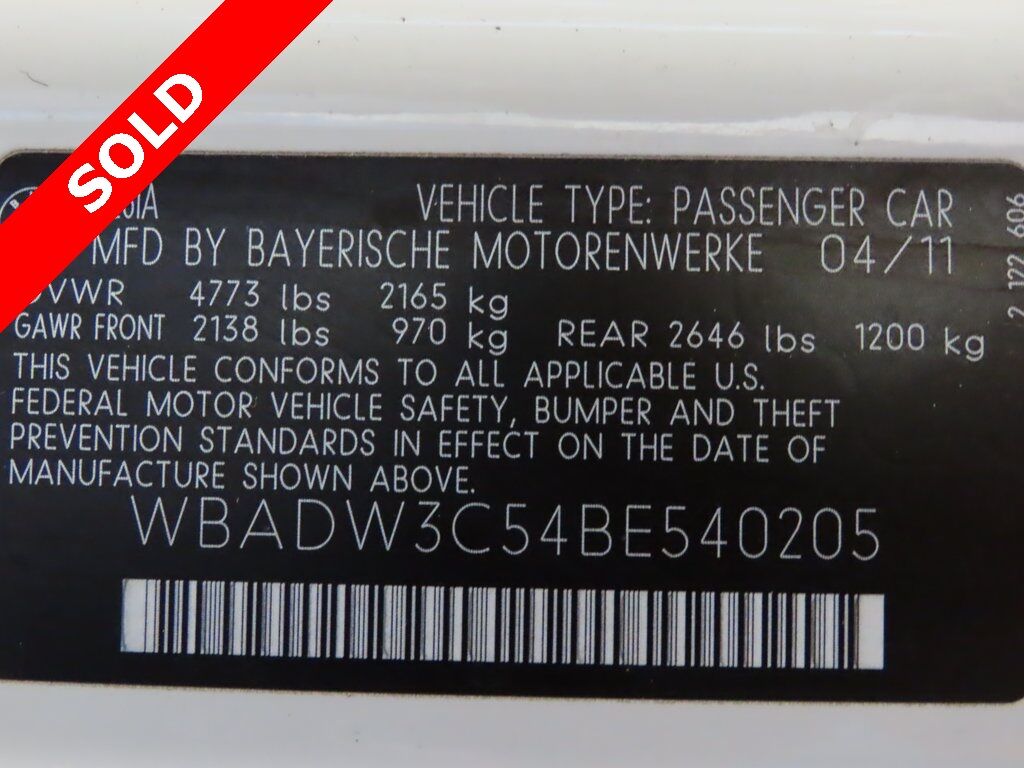 SOLD
VEHICLE TYPE: PASSENGER CAR
MFD BY BAYERISCHE MOTORENWERKE 04/11
4773 lbs 2165 kg
GAWR FRONT 2138 lbs 970 kg REAR 2646 lbs 1200 kg
THIS VEHICLE CONFORMS TO ALL APPLICABLE U.S.
FEDERAL MOTOR VEHICLE SAFETY, BUMPER AND THEFT
PREVENTION STANDARDS IN EFFECT ON THE DATE OF
MANUFACTURE SHOWN ABOVE.
WBADW3C54BE540205
2 122 606